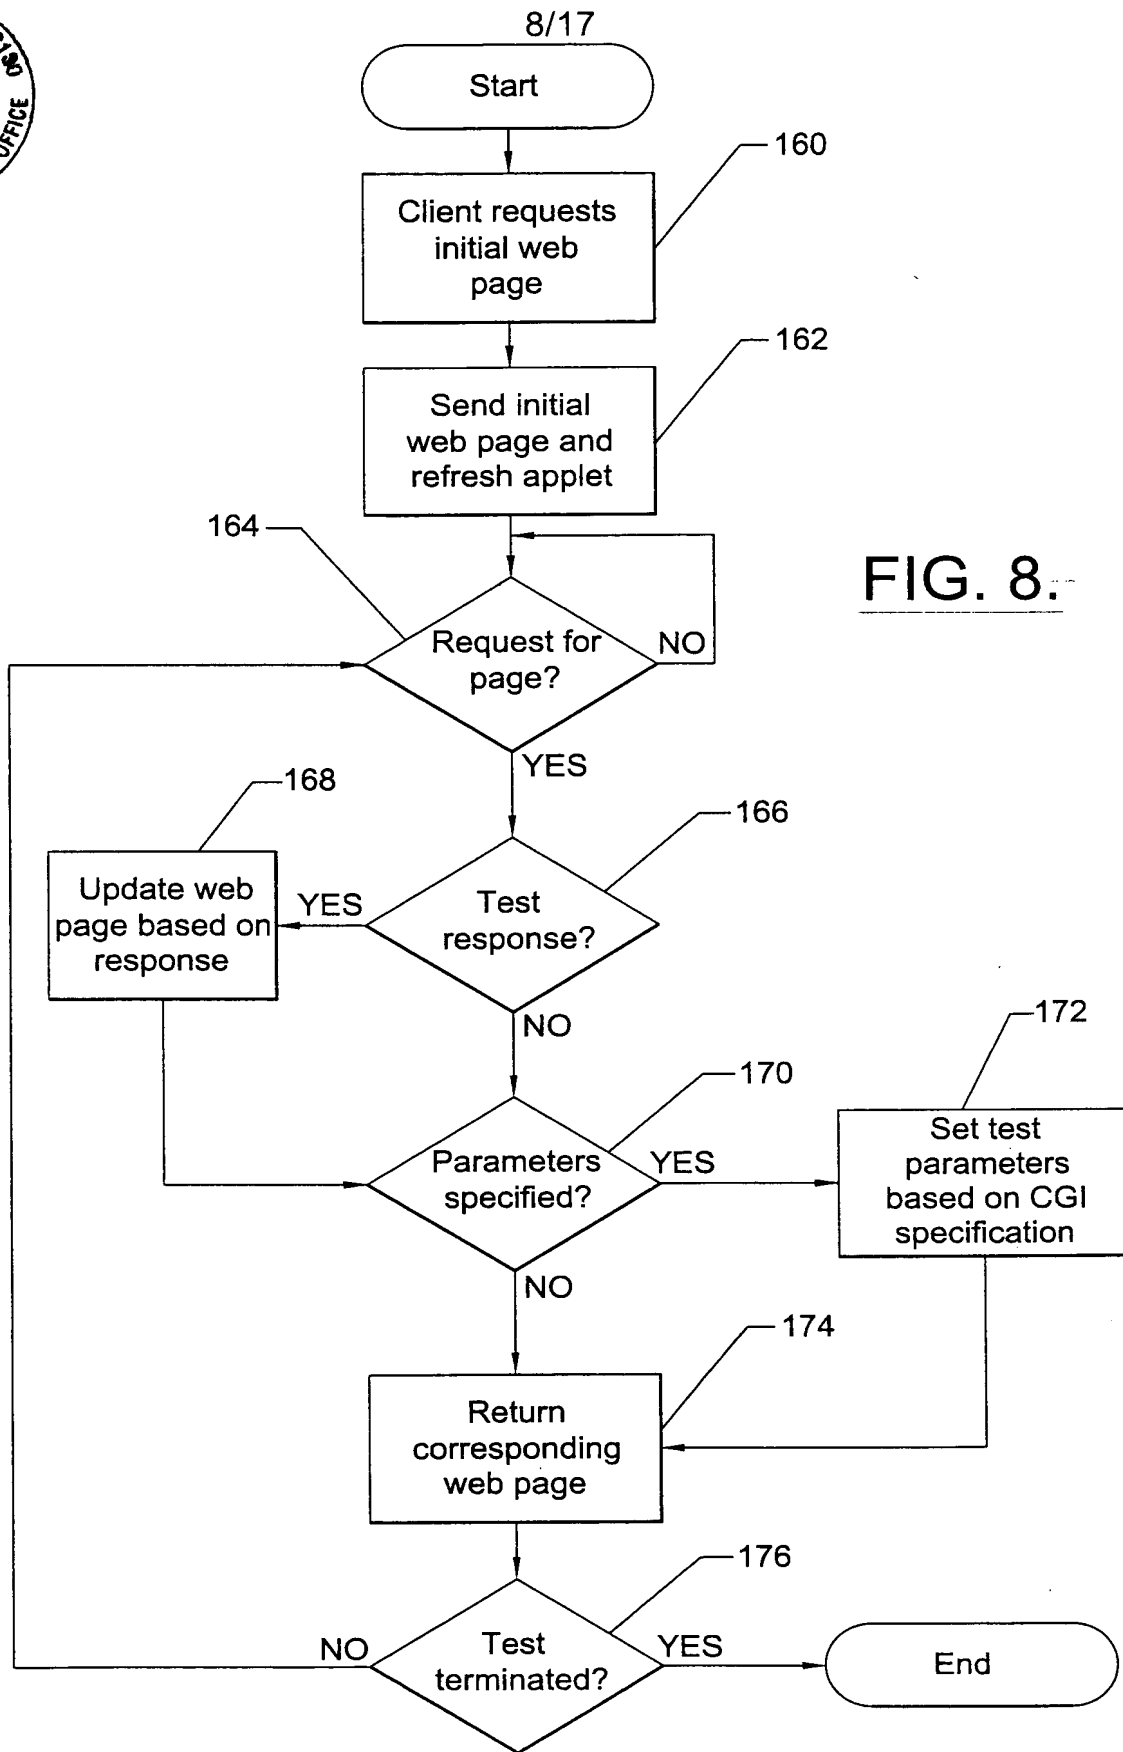 8/17
OFFICE
Start
160
Client requests
initial web
page
162
Send initial
web page and
refresh applet
164
FIG. 8.
Request for
page?
NO
YES
168
166
Update web
page based on
response
YES
Test
response?
NO
172
170
Set test
parameters
based on CGI
specification
Parameters
specified?
YES
NO
174
Return
corresponding
web page
176
NO
Test
terminated?
YES
End